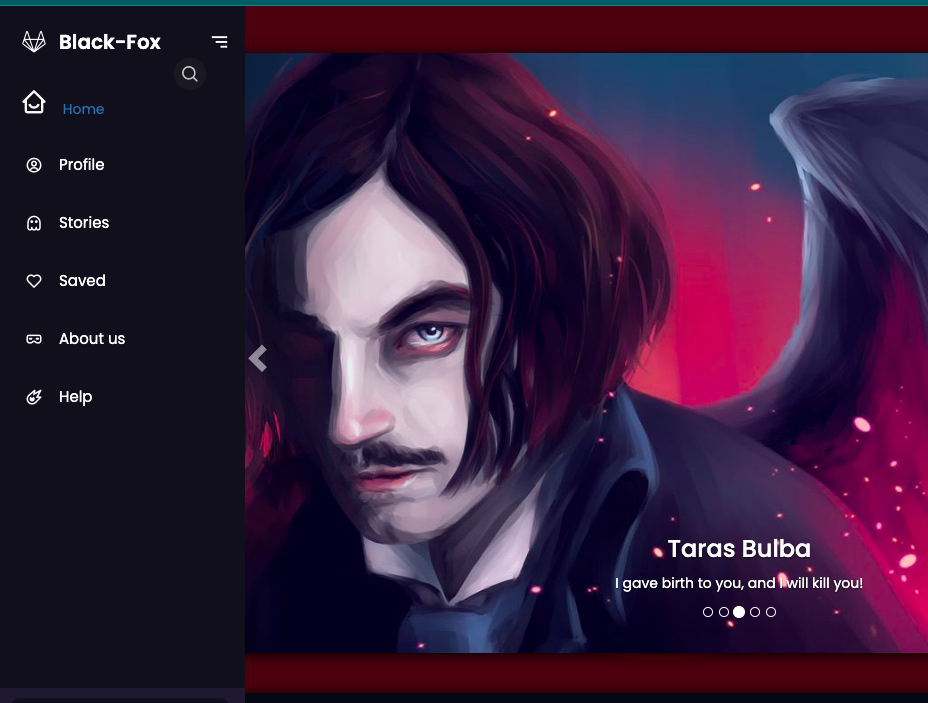 Black-Fox
Home
Profile
Stories
Saved
About us
Help
Taras Bulba
I gave birth to you, and I will kill you!